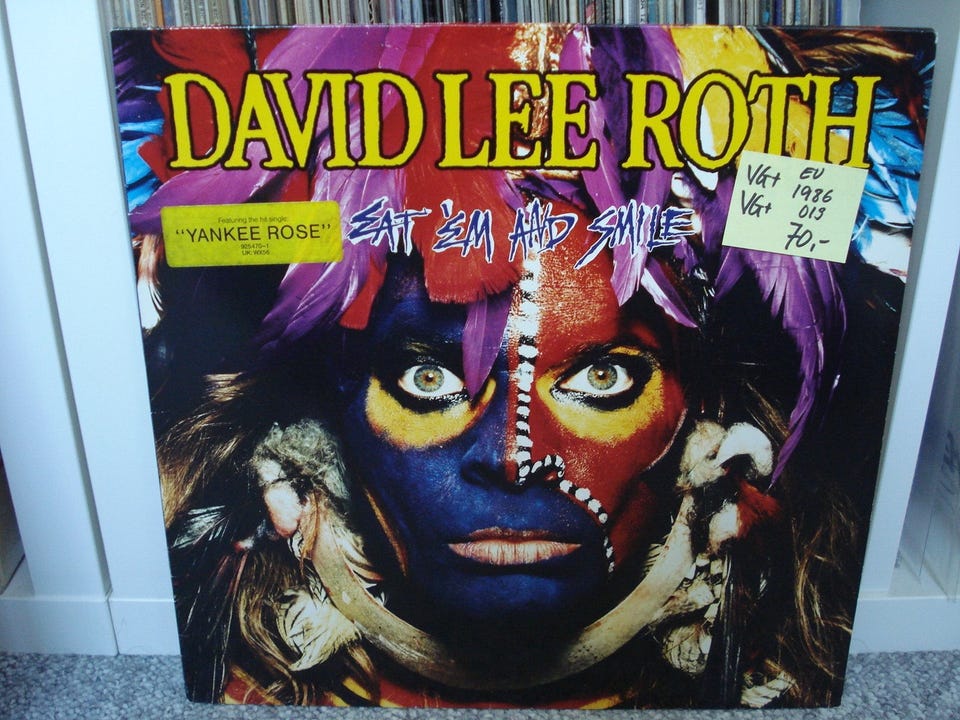 DAVID LEE ROTH
EAT 'EM AND SMILE
Featuring the hit single:
"YANKEE ROSE"
925470-1
UK: WX56
VG+ EU
VG+ 1986
013
70,-